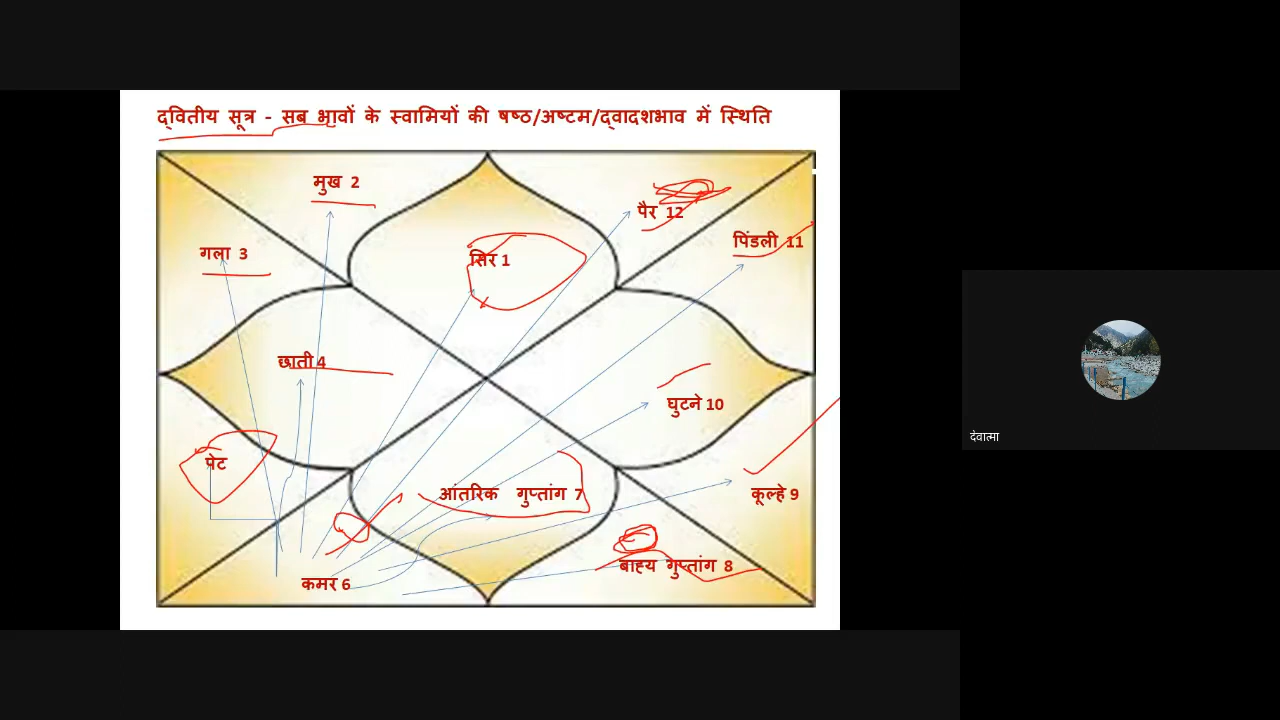 द्वितीय सूत्र - सब भावों के स्वामियों की षष्ठ/अष्टम/द्वादशभाव में स्थिति
मुख 2
पैर 12
पिंडली 11
गला 3
सिर 1
छाती 4
घुटने 10
पेट
आंतरिक गुप्तांग 7
कूल्हे 9
बाह्य गुप्तांग 8
कमर 6
देवात्मा